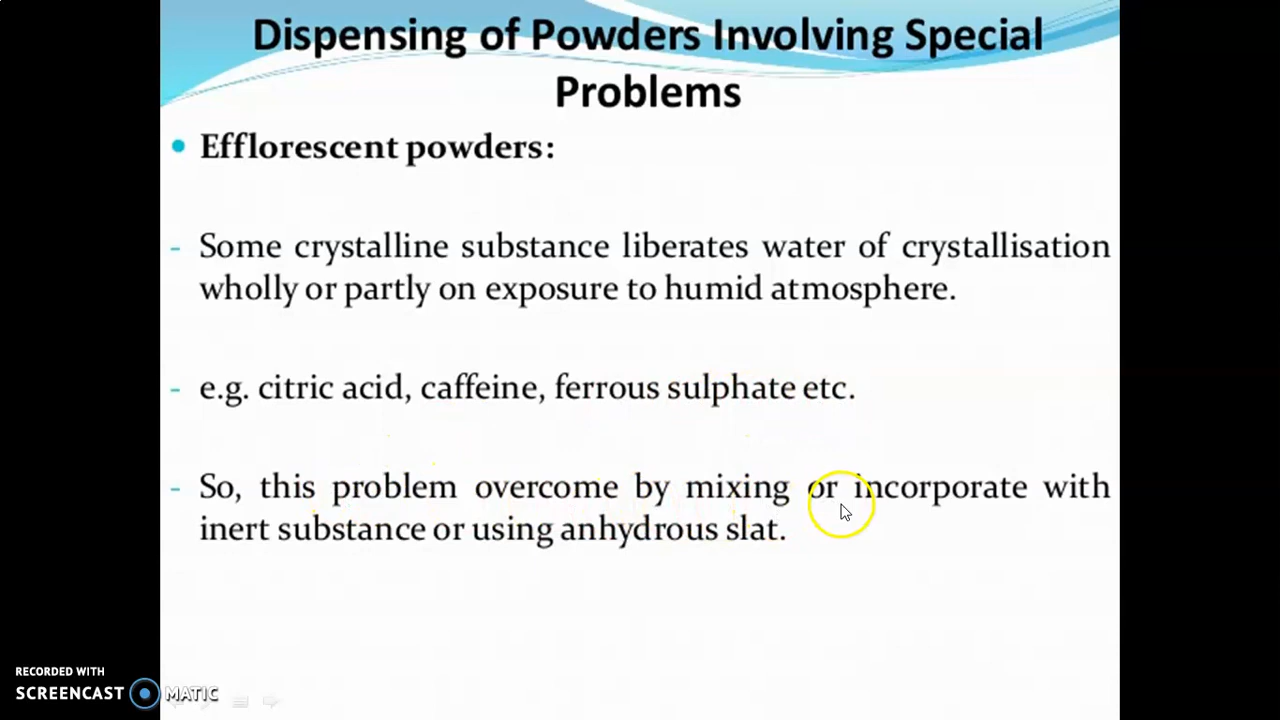 Dispensing of Powders Involving Special
Problems
• Efflorescent powders:
- Some crystalline substance liberates water of crystallisation
wholly or partly on exposure to humid atmosphere.
- e.g. citric acid, caffeine, ferrous sulphate etc.
- So, this problem overcome by mixing or incorporate with
inert substance or using anhydrous slat.
RECORDED WITH
SCREENCAST MATIC